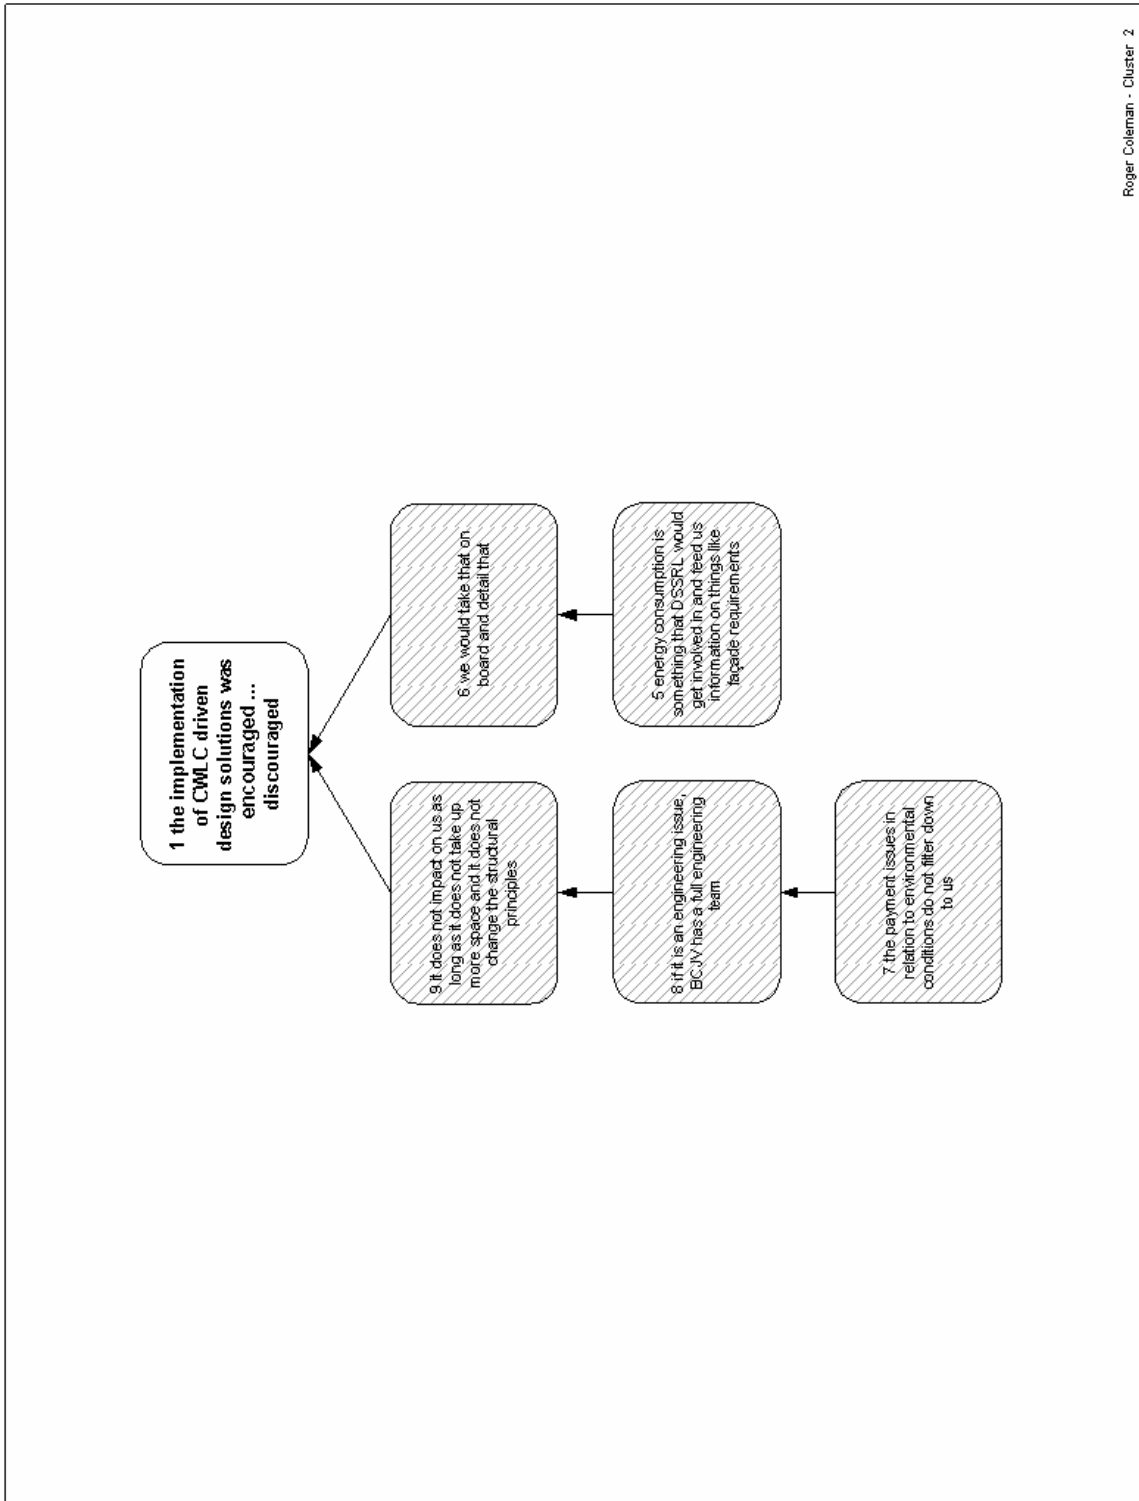 1 the implementation
of CWLC driven
design solutions was
encouraged ...
discouraged
9 it does not impact on us as
long as it does not take up
more space and it does not
change the structural
principles
6 we would take that on
board and detail that
8 if it is an engineering issue,
BCJV has a full engineering
team
5 energy consumption is
something that DSSRL would
get involved in and feed us
information on things like
façade requirements
7 the payment issues in
relation to environmental
conditions do not filter down
to us
Roger Coleman - Cluster 2